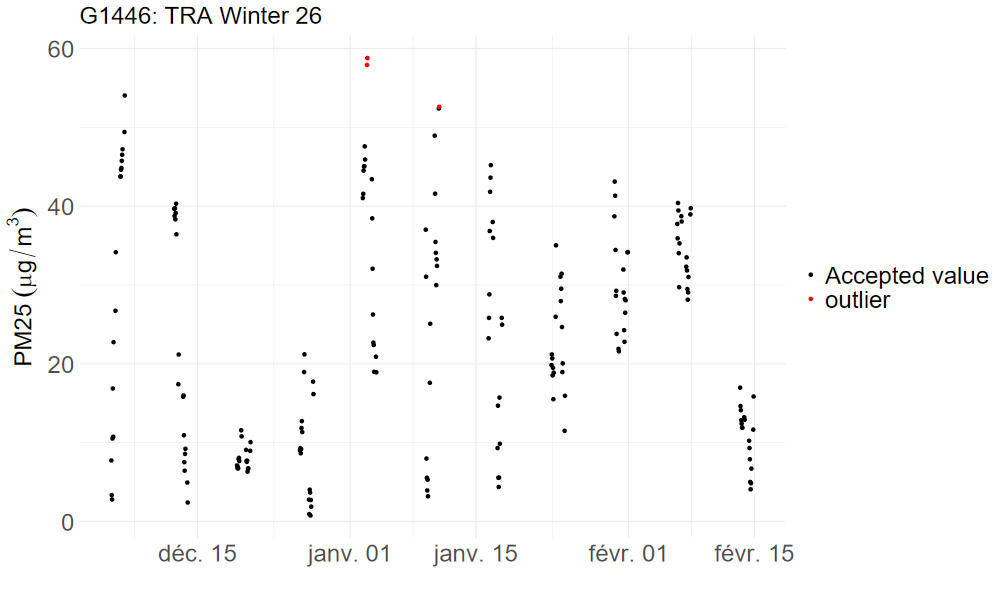 G1446: TRA Winter 26
60
40
20
0
PM25 (μg/m³)
déc. 15
janv. 01
janv. 15
févr. 01
févr. 15
Accepted value
outlier